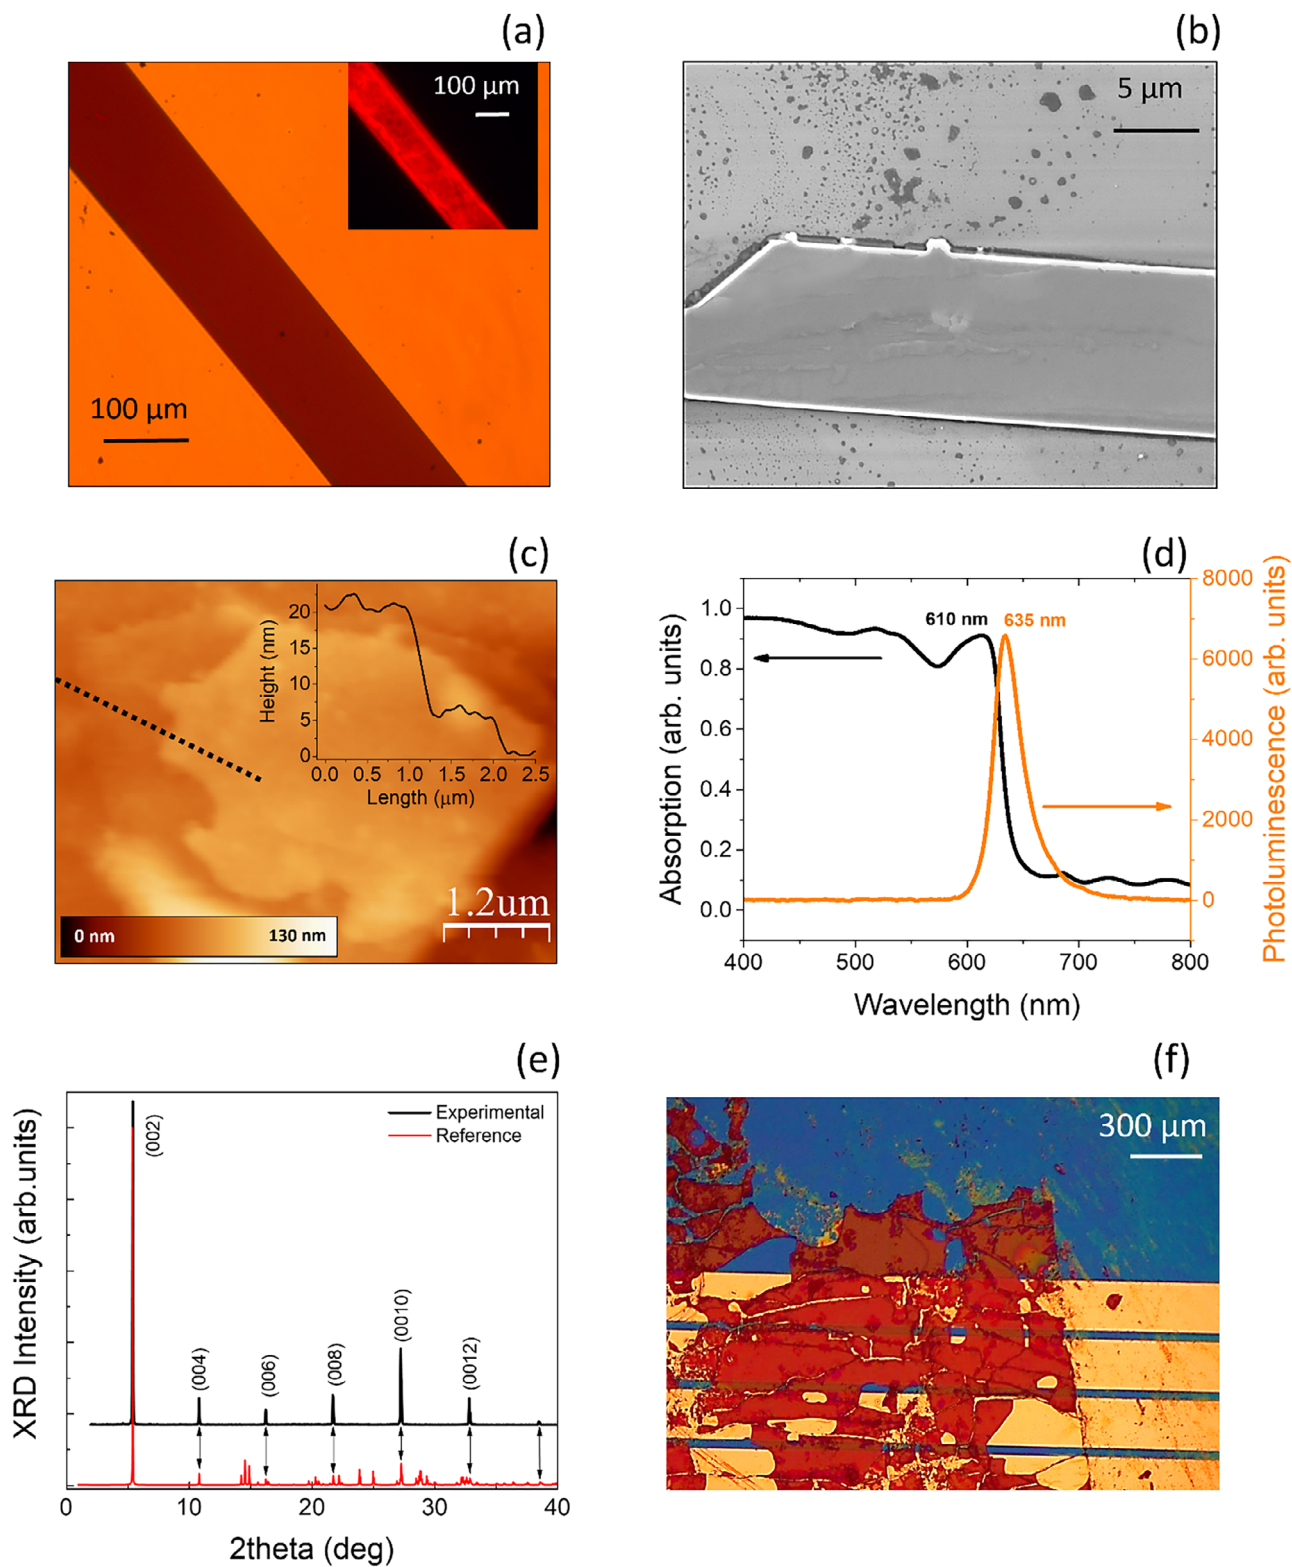 (a)
100 µm
100 µm
(b)
5 µm
(c)
Height (nm)
20
15
10
5
0
0.0 0.5 1.0 1.5 2.0 2.5
Length (µm)
1.2um
0 nm 130 nm
(d)
Absorption (arb. units)
1.0
0.8
0.6
0.4
0.2
0.0
610 nm 635 nm
8000
6000
4000
2000
0
Photoluminescence (arb. units)
400 500 600 700 800
Wavelength (nm)
(e)
XRD Intensity (arb.units)
Experimental
Reference
(002)
(004)
(006)
(008)
(0010)
(0012)
0 10 20 30 40
2theta (deg)
(f)
300 µm